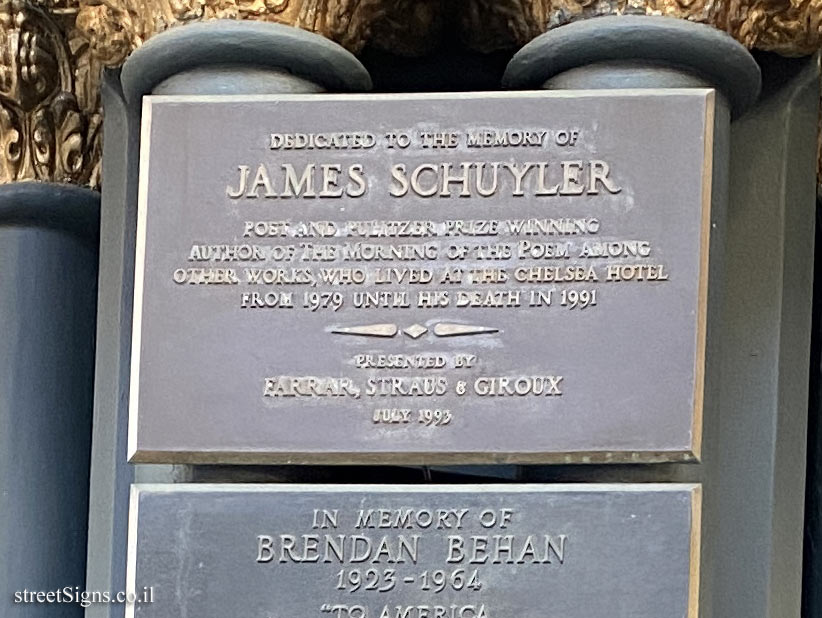 DEDICATED TO THE MEMORY OF
JAMES SCHUYLER
POET AND PULITZER PRIZE WINNING
AUTHOR OF "THE MORNING OF THE POEM" AMONG
OTHER WORKS, WHO LIVED AT THE CHELSEA HOTEL
FROM 1979 UNTIL HIS DEATH IN 1991
PRESENTED BY
FARRAR, STRAUS & GIROUX
JULY 1993
IN MEMORY OF
BRENDAN BEHAN
1923 - 1964
"TO AMERICA
streetSigns.co.il